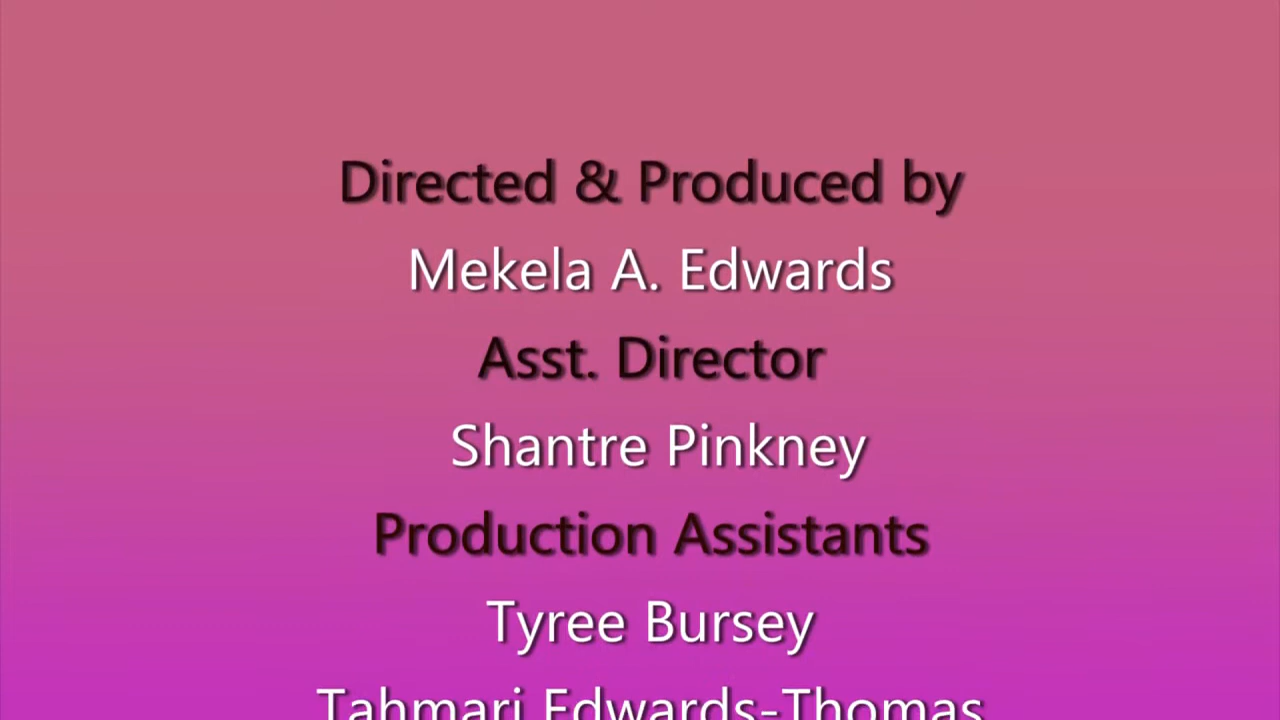 Directed & Produced by
Mekela A. Edwards
Asst. Director
Shantre Pinkney
Production Assistants
Tyree Bursey
Tahmari Edwards-Thomas